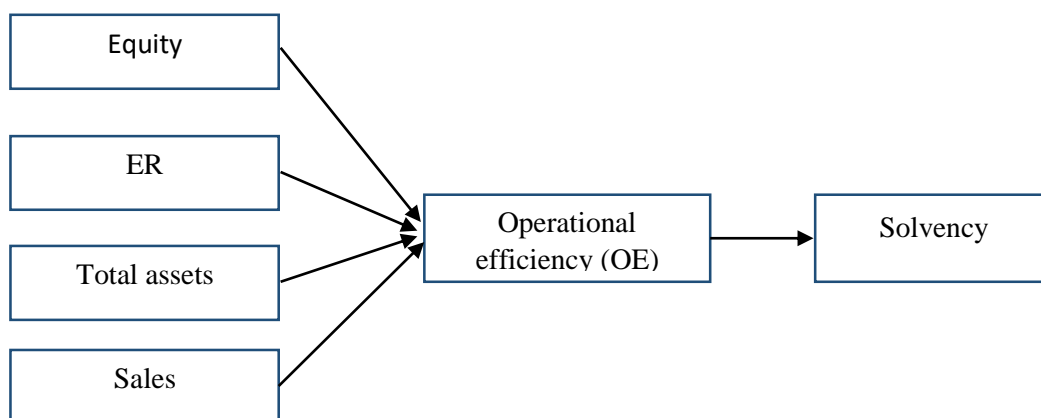 Equity
ER
Total assets
Sales
Operational
efficiency (OE)
Solvency